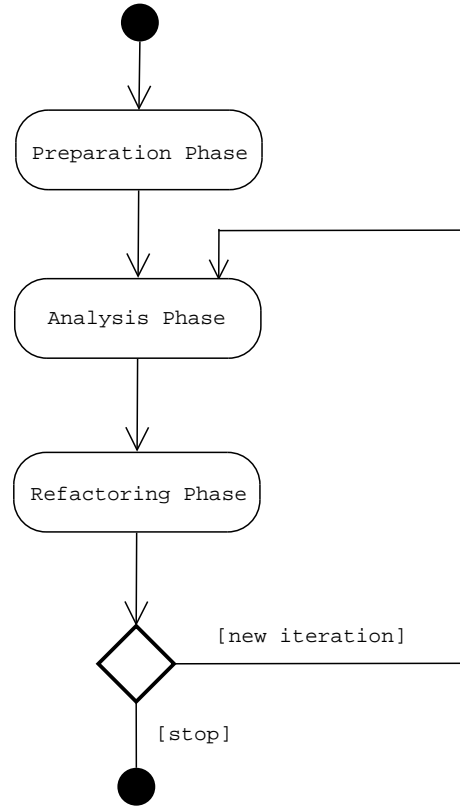 Preparation Phase
Analysis Phase
Refactoring Phase
[new iteration]
[stop]